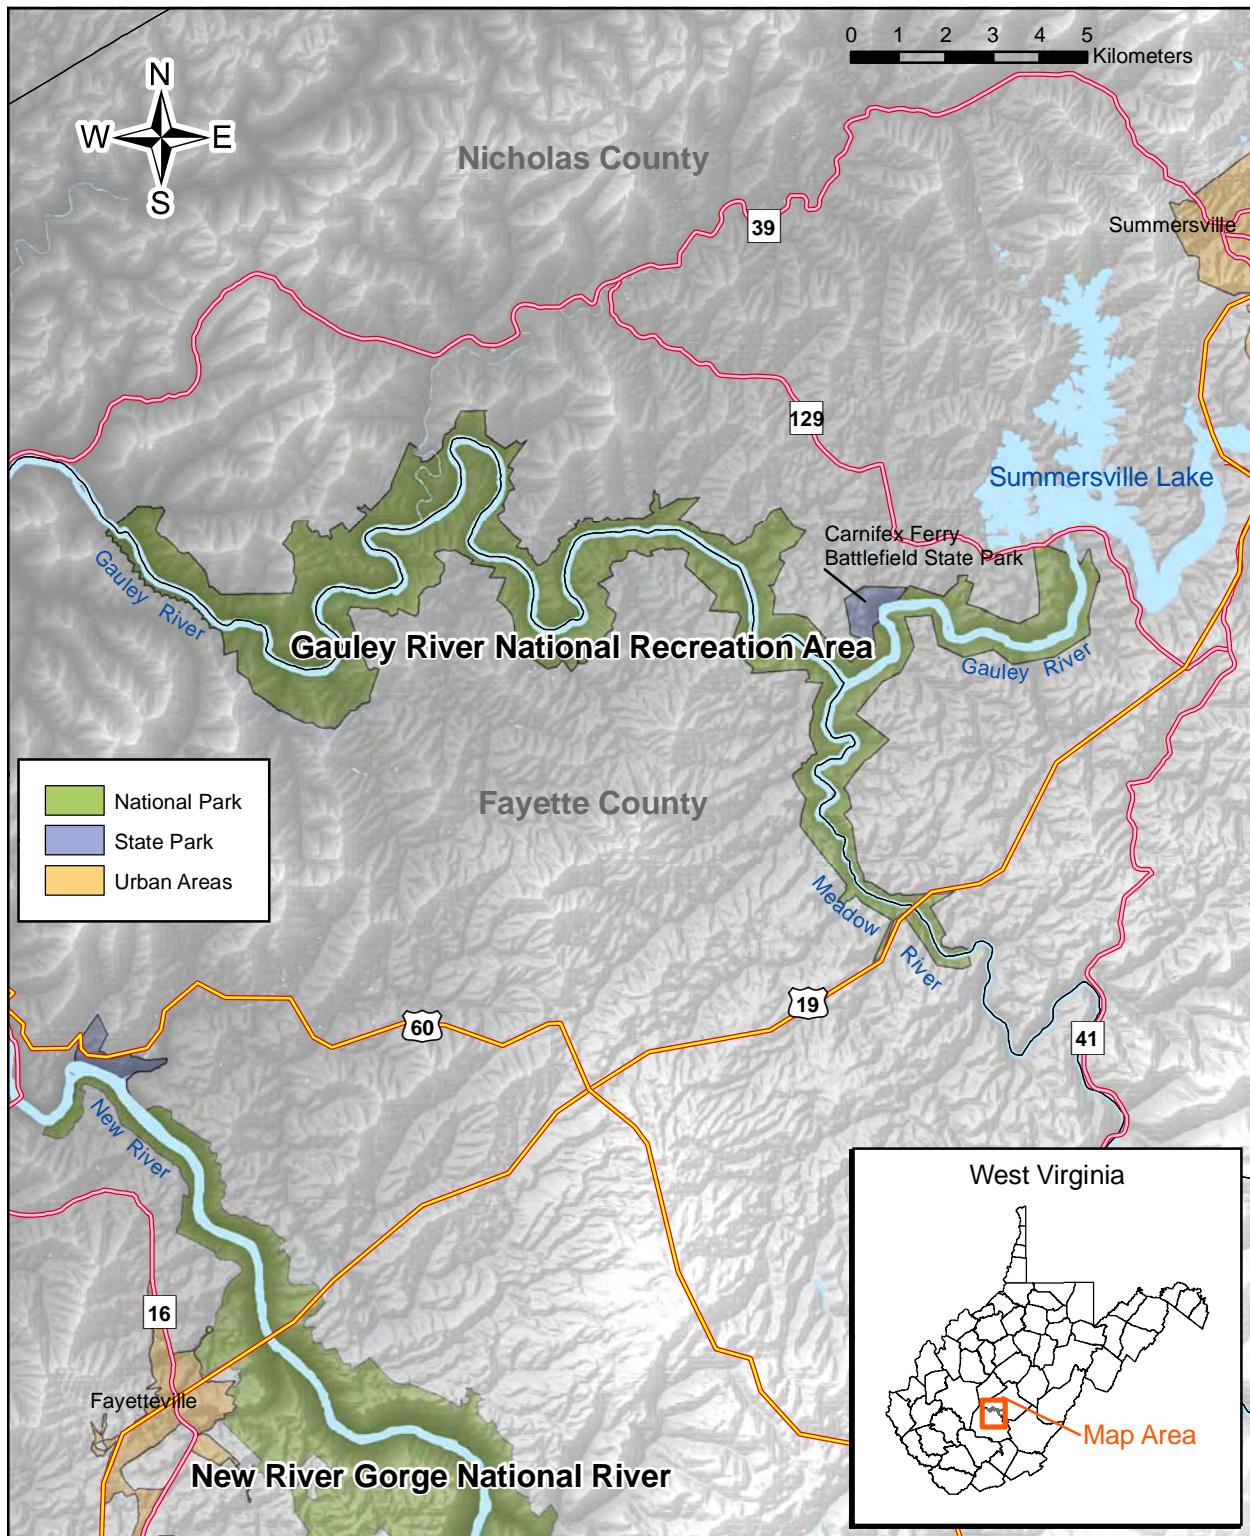 0 1 2 3 4 5
Kilometers
N
W E
S
Nicholas County
39
Summersville
129
Summersville Lake
Carnifex Ferry
Battlefield State Park
Gauley River
Gauley River National Recreation Area
Gauley River
National Park
State Park
Urban Areas
Fayette County
Meadow River
19
60
41
New River
16
Fayetteville
New River Gorge National River
West Virginia
Map Area